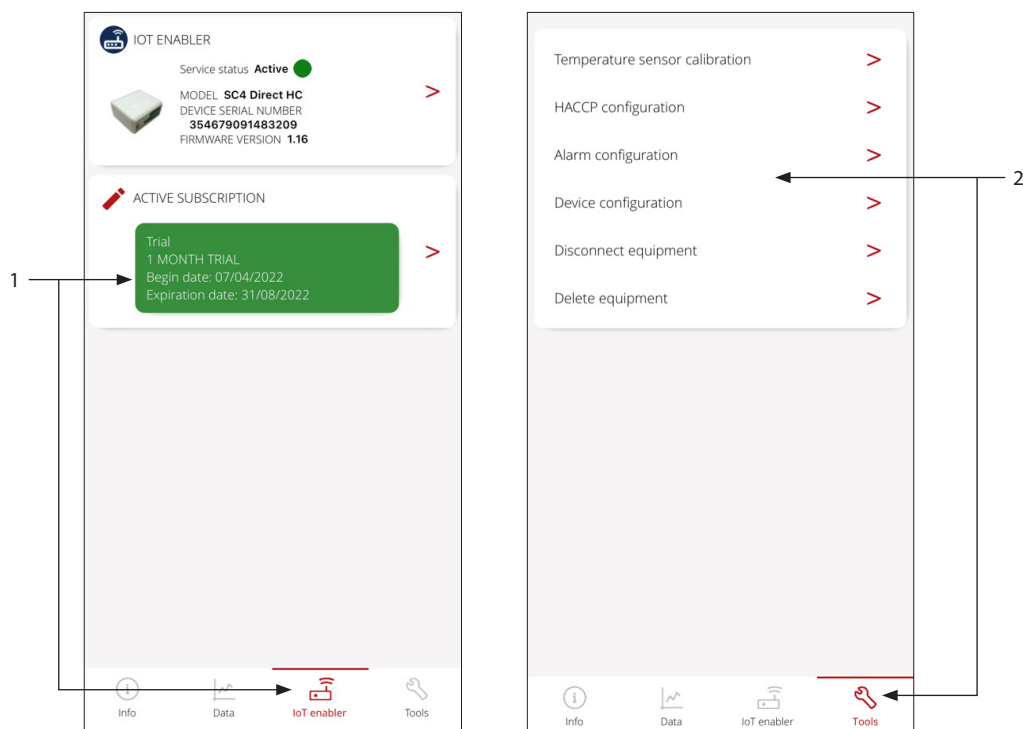 IOT ENABLER
Service status Active
MODEL SC4 Direct HC
DEVICE SERIAL NUMBER
354679091483209
FIRMWARE VERSION 1.16
>
ACTIVE SUBSCRIPTION
Trial
1 MONTH TRIAL
Begin date: 07/04/2022
Expiration date: 31/08/2022
>
1
Info
Data
IoT enabler
Tools
Temperature sensor calibration >
HACCP configuration >
Alarm configuration >
Device configuration >
Disconnect equipment >
Delete equipment >
2
Info
Data
IoT enabler
Tools